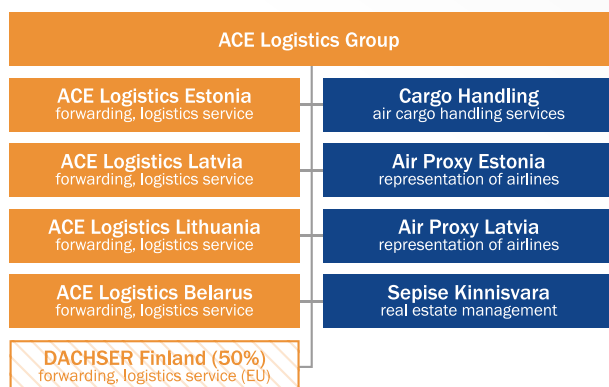 ACE Logistics Group
ACE Logistics Estonia
forwarding, logistics service
Cargo Handling
air cargo handling services
ACE Logistics Latvia
forwarding, logistics service
Air Proxy Estonia
representation of airlines
ACE Logistics Lithuania
forwarding, logistics service
Air Proxy Latvia
representation of airlines
ACE Logistics Belarus
forwarding, logistics service
Sepise Kinnisvara
real estate management
DACHSER Finland (50%)
forwarding, logistics service (EU)